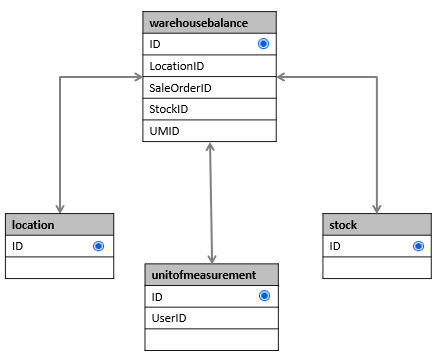 warehousebalance
ID
LocationID
SaleOrderID
StockID
UMID
location
ID
stock
ID
unitofmeasurement
ID
UserID